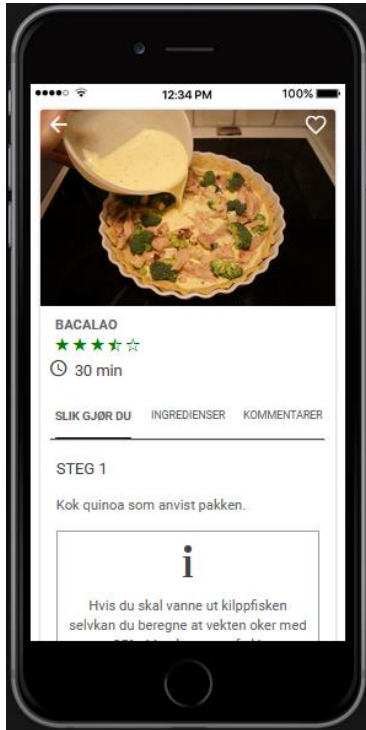 12:34 PM
100%
BACALAO
30 min
SLIK GJØR DU INGREDIENSER KOMMENTARER
STEG 1
Kok quinoa som anvist pakken.
i
Hvis du skal vanne ut kilppfisken
selvkan du beregne at vekten oker med